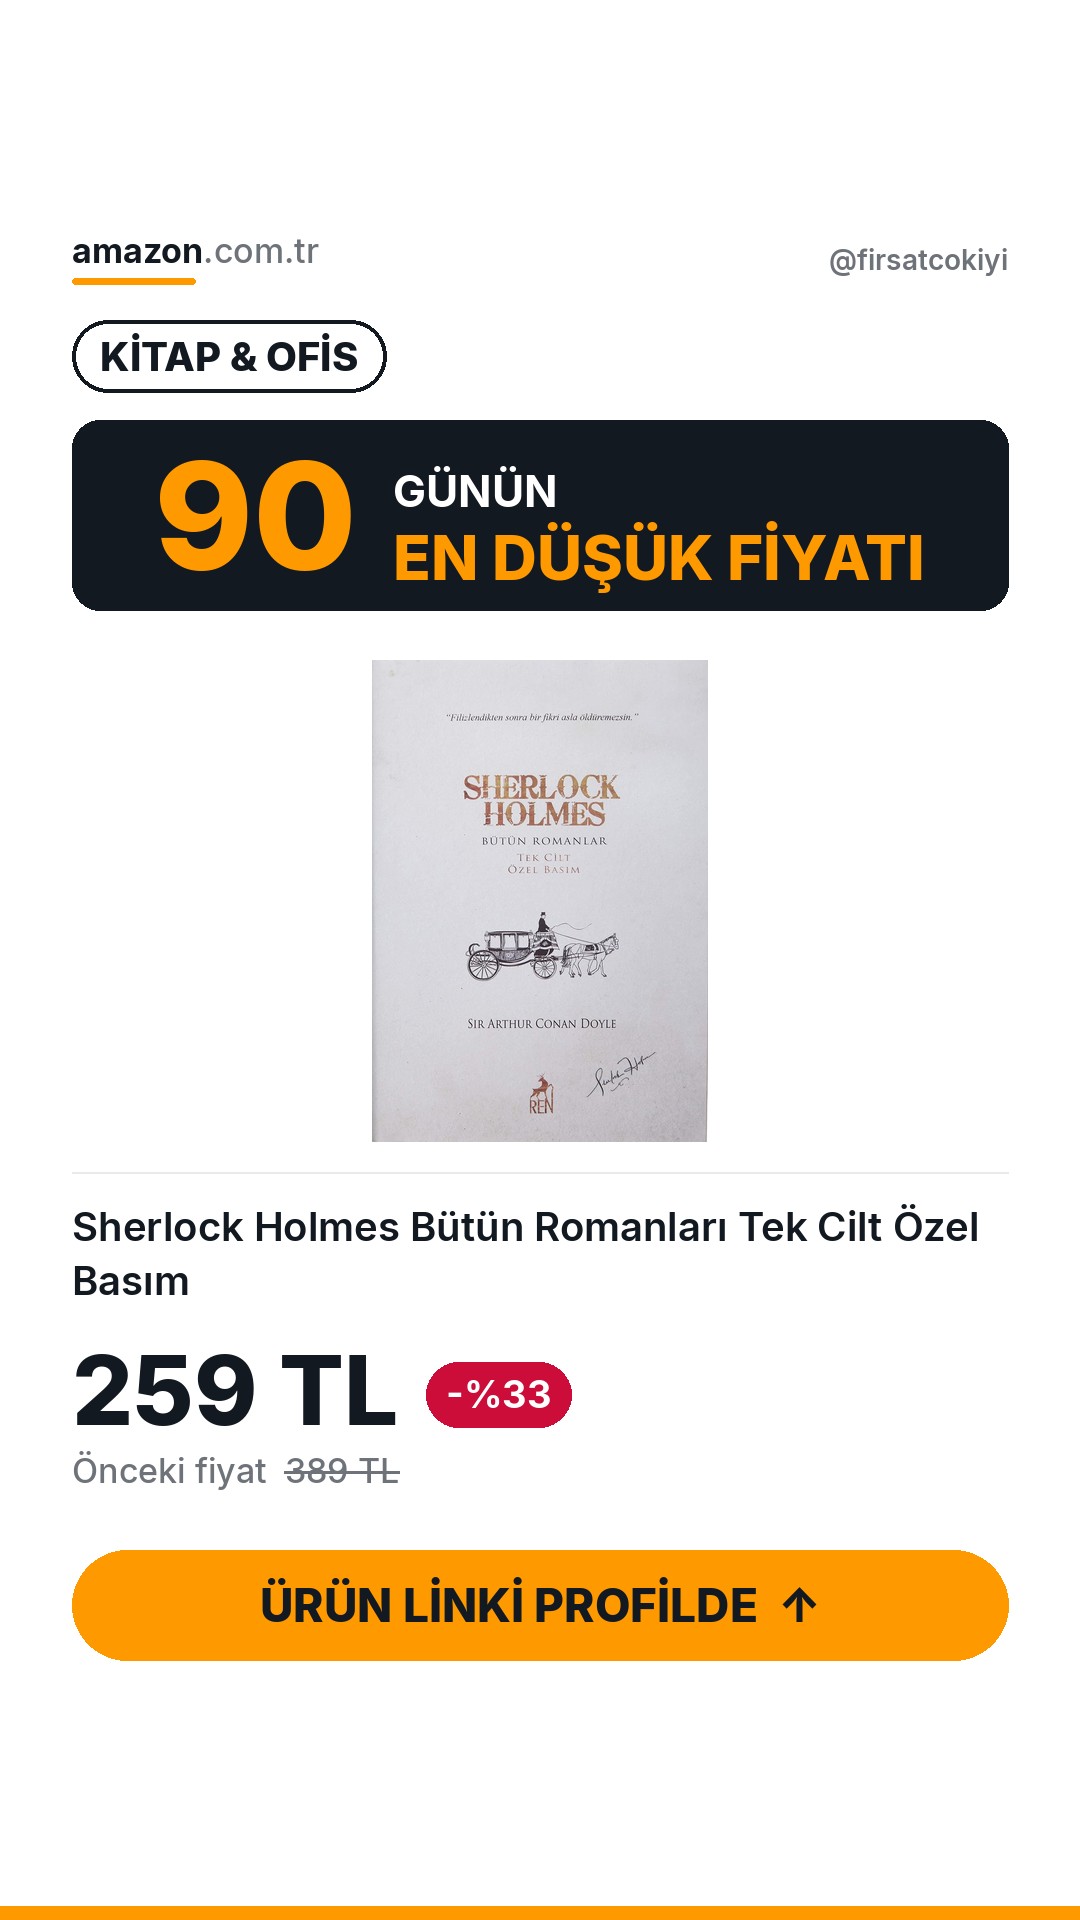 amazon.com.tr
@firsatcokiyi
KİTAP & OFİS
90 GÜNÜN
EN DÜŞÜK FİYATI
"Filizlendikten sonra bir fikri asla öldüremezsin."
SHERLOCK
HOLMES
BÜTÜN ROMANLAR
TEK CİLT
ÖZEL BASIM
SIR ARTHUR CONAN DOYLE
REN
Sherlock Holmes Bütün Romanları Tek Cilt Özel
Basım
259 TL -%33
Önceki fiyat 389 TL
ÜRÜN LİNKİ PROFİLDE ↑